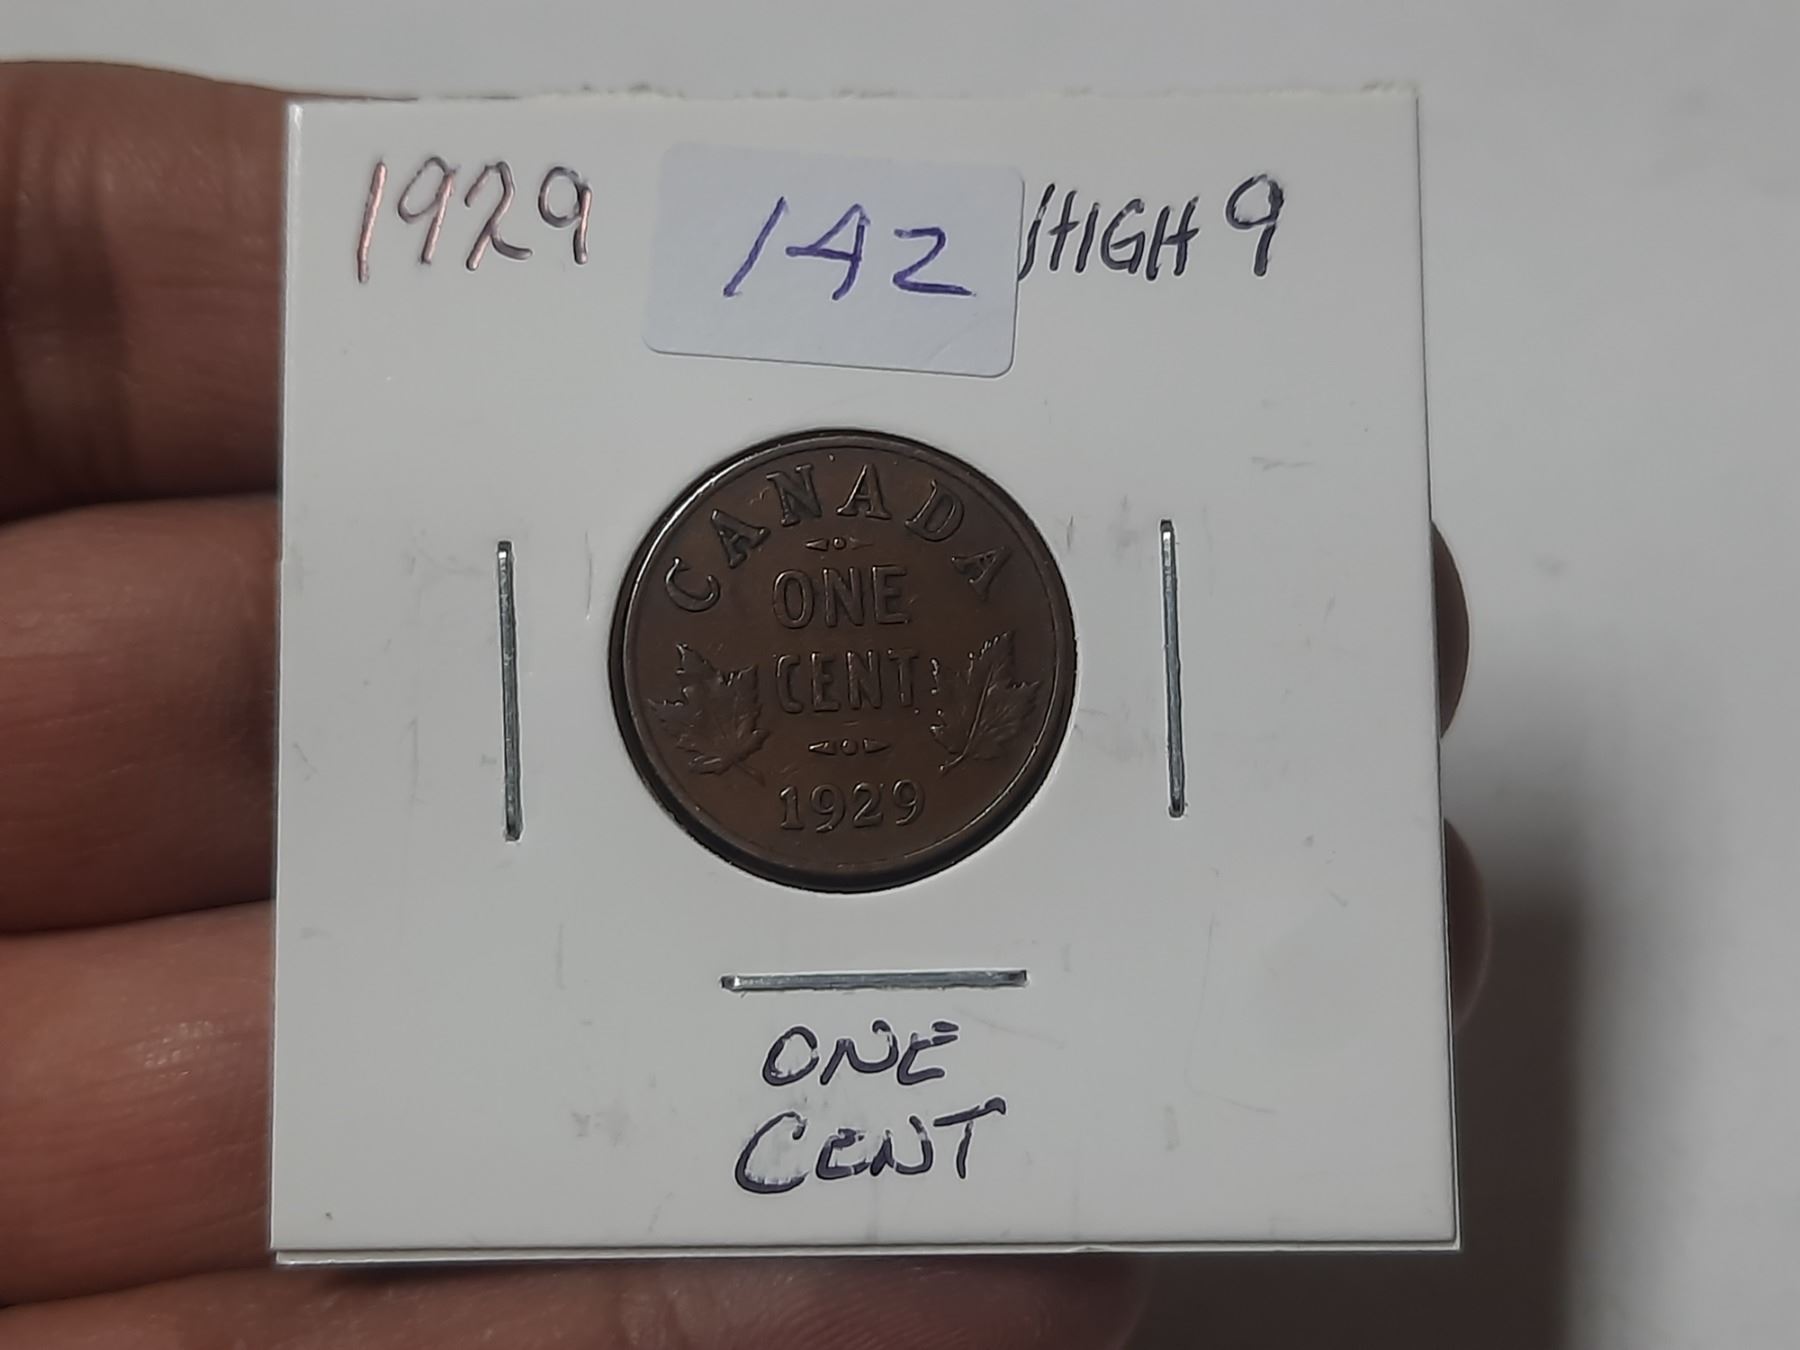 1929 142 /HIGH 9
CANADA
ONE
CENT
1929
ONE
CENT